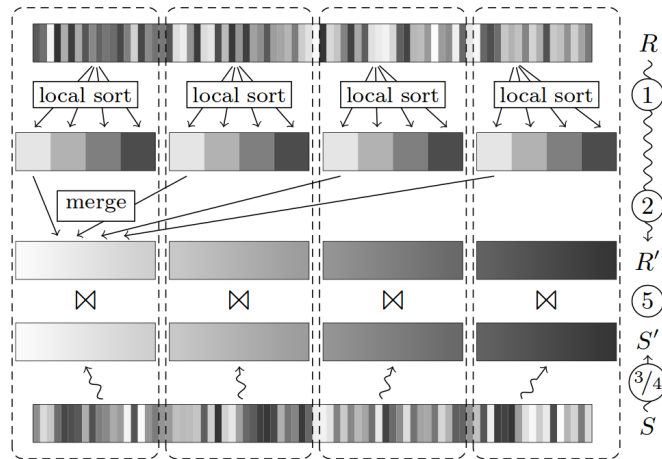 R
local sort local sort local sort local sort 1
merge 2
R′
⋈ ⋈ ⋈ ⋈ 5
S′
3/4
S